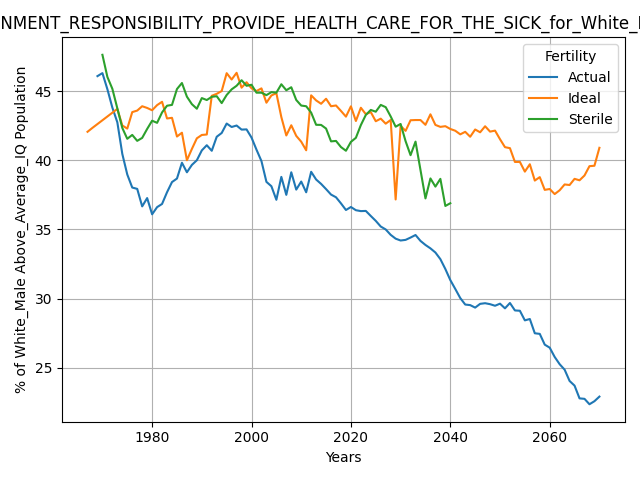 NMENT_RESPONSIBILITY_PROVIDE_HEALTH_CARE_FOR_THE_SICK_for_White_
Fertility
Actual
Ideal
Sterile
% of White_Male Above_Average_IQ Population
45
40
35
30
25
1980 2000 2020 2040 2060
Years